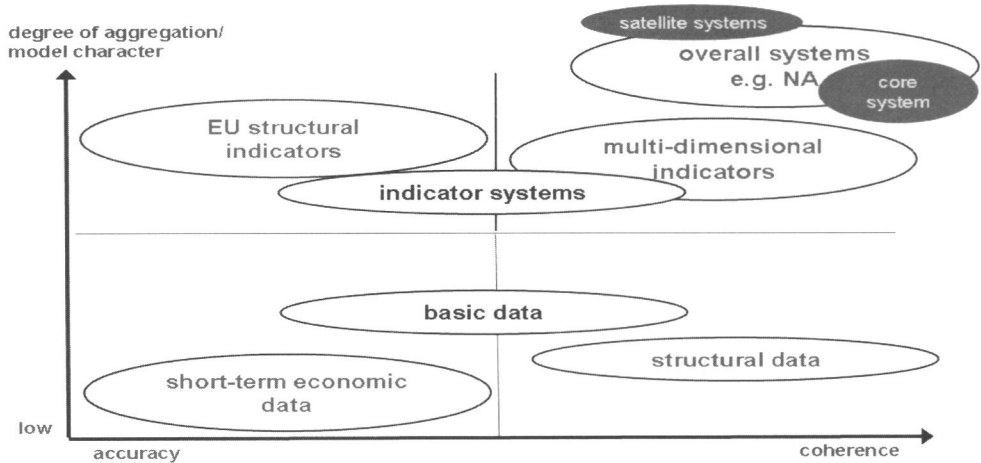 degree of aggregation/
model character
satellite systems
overall systems
e.g. NA
core
system
EU structural
indicators
multi-dimensional
indicators
indicator systems
basic data
structural data
short-term economic
data
low
accuracy
coherence